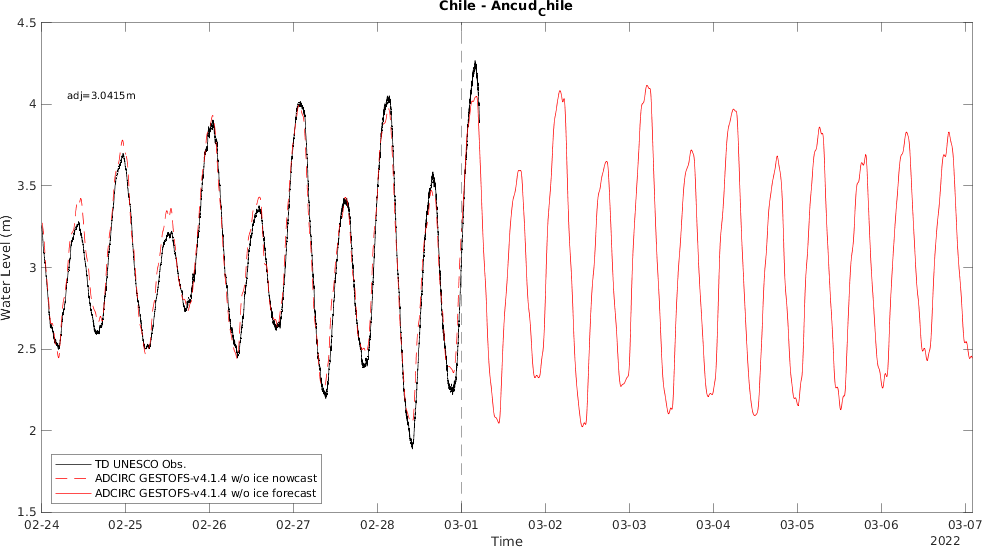 Chile - Ancud_Chile
4.5
4
3.5
3
2.5
2
1.5
Water Level (m)
adj=3.0415m
TD UNESCO Obs.
ADCIRC GESTOFS-v4.1.4 w/o ice nowcast
ADCIRC GESTOFS-v4.1.4 w/o ice forecast
02-24 02-25 02-26 02-27 02-28 03-01 03-02 03-03 03-04 03-05 03-06 03-07
Time
2022